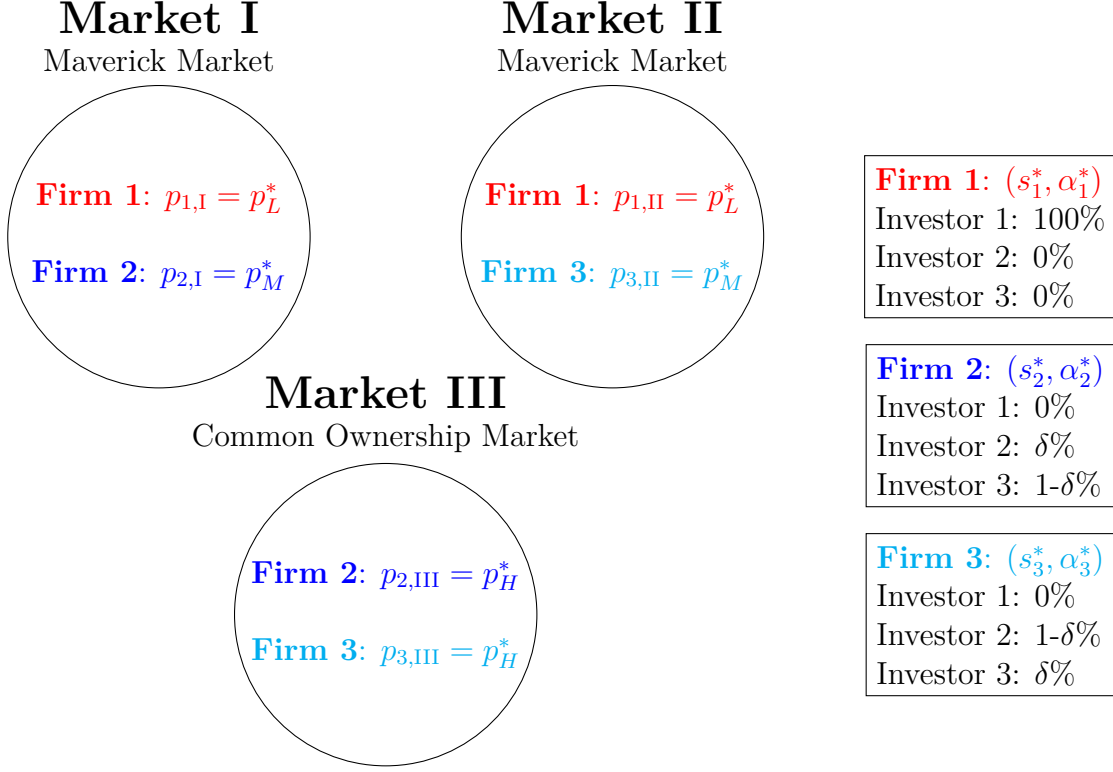 Market I
Maverick Market
Firm 1: p_{1,I} = p_L^*
Firm 2: p_{2,I} = p_M^*
Market II
Maverick Market
Firm 1: p_{1,II} = p_L^*
Firm 3: p_{3,II} = p_M^*
Market III
Common Ownership Market
Firm 2: p_{2,III} = p_H^*
Firm 3: p_{3,III} = p_H^*
Firm 1: (s_1^*, α_1^*)
Investor 1: 100%
Investor 2: 0%
Investor 3: 0%
Firm 2: (s_2^*, α_2^*)
Investor 1: 0%
Investor 2: δ%
Investor 3: 1-δ%
Firm 3: (s_3^*, α_3^*)
Investor 1: 0%
Investor 2: 1-δ%
Investor 3: δ%